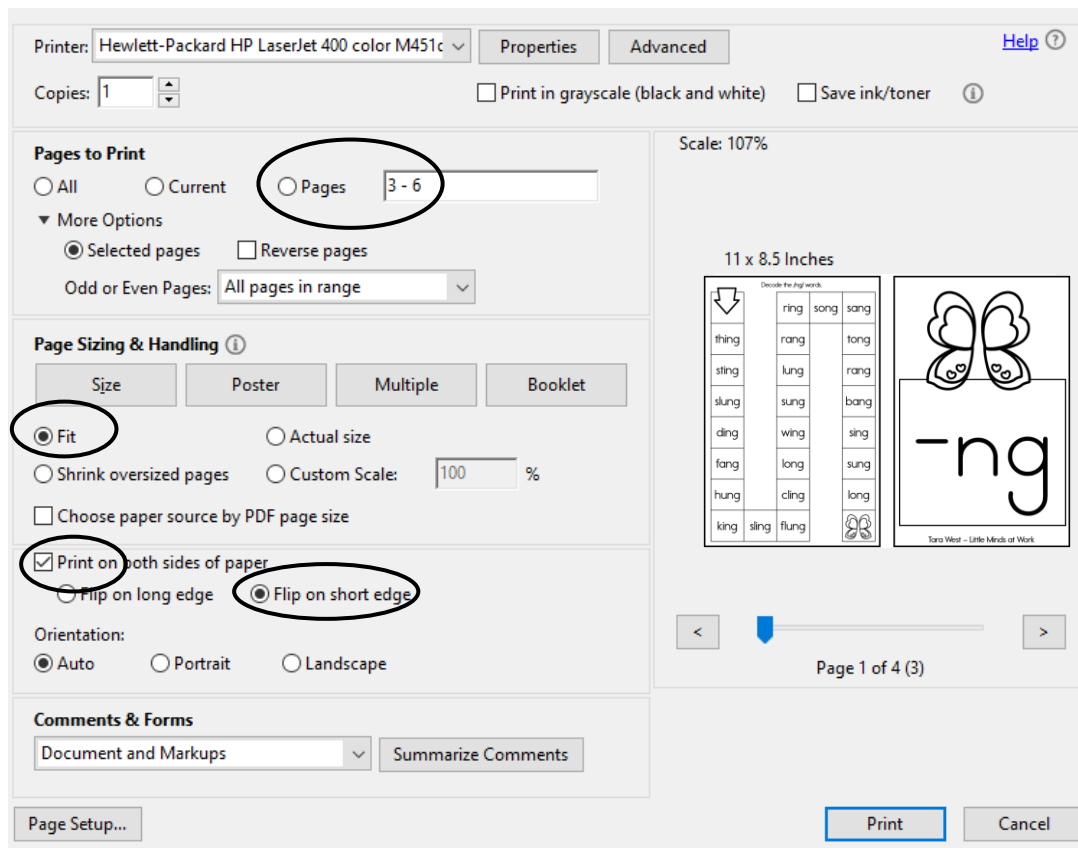 Printer: Hewlett-Packard HP LaserJet 400 color M451c Properties Advanced Help ?
Copies: 1 Print in grayscale (black and white) Save ink/toner i
Pages to Print
All Current Pages 3 - 6
More Options
Selected pages Reverse pages
Odd or Even Pages: All pages in range
Page Sizing & Handling i
Size Poster Multiple Booklet
Fit Actual size
Shrink oversized pages Custom Scale: 100 %
Choose paper source by PDF page size
Print on both sides of paper
Flip on long edge Flip on short edge
Orientation:
Auto Portrait Landscape
Comments & Forms
Document and Markups Summarize Comments
Page Setup...
Scale: 107%
11 x 8.5 Inches
Decode the /ng/ words.
ring song sang
thing rang tong
sting lung rang
slung sung bang
ding wing sing
fang long sung
hung cling long
king sling flung
-ng
Tara West – Little Minds at Work
< >
Page 1 of 4 (3)
Print Cancel